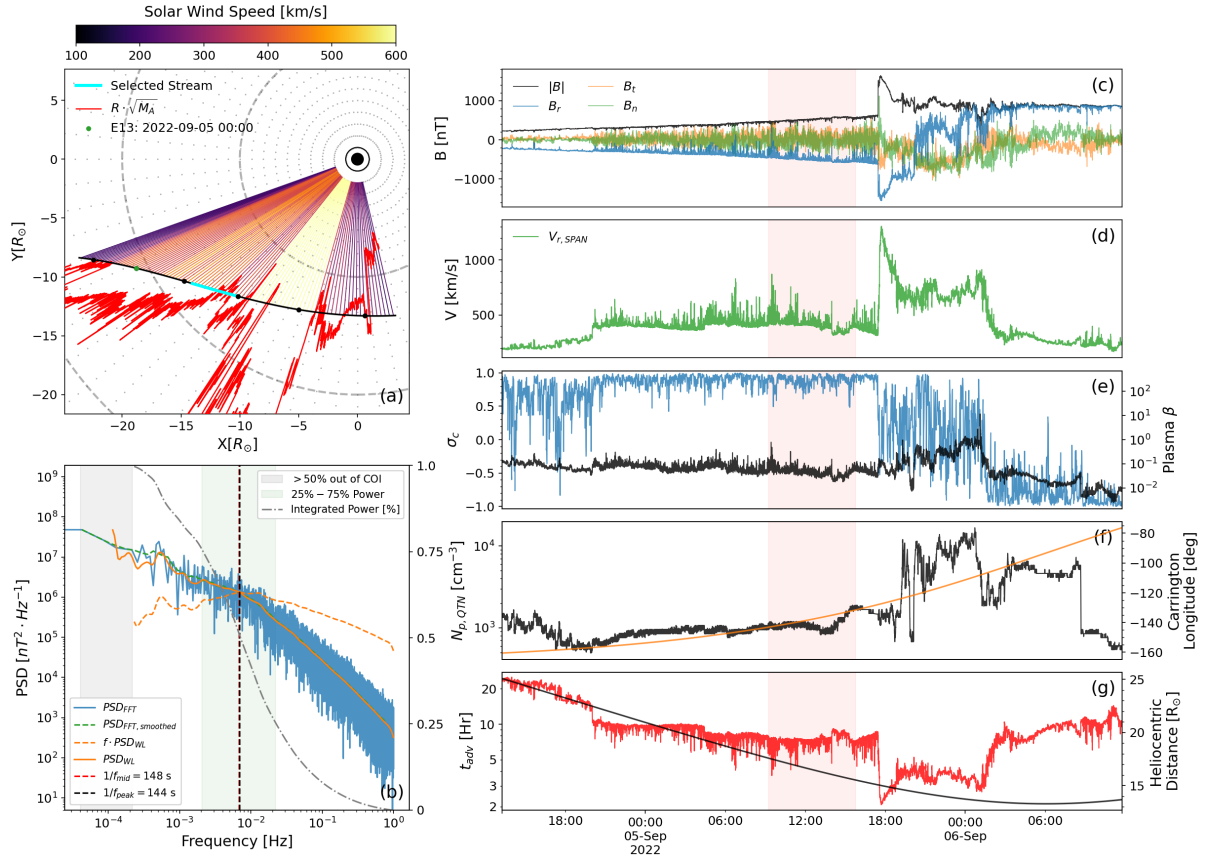 Solar Wind Speed [km/s]
100 200 300 400 500 600
Selected Stream
R · √M_A
E13: 2022-09-05 00:00
5
0
−5
−10
−15
−20
Y[R⊙]
(a)
−20 −15 −10 −5 0
X[R⊙]
10⁹
10⁸
10⁷
10⁶
10⁵
10⁴
10³
10²
10¹
PSD [nT² · Hz⁻¹]
> 50% out of COI
25% − 75% Power
Integrated Power [%]
1.0
0.75
0.5
0.25
0
PSD_FFT
PSD_FFT, smoothed
f · PSD_WL
PSD_WL
1/f_mid = 148 s
1/f_peak = 144 s
(b)
10⁻⁴ 10⁻³ 10⁻² 10⁻¹ 10⁰
Frequency [Hz]
|B| B_t
B_r B_n
(c)
1000
0
−1000
B [nT]
V_r, SPAN
(d)
1000
500
V [km/s]
(e)
1.0
0.5
0.0
−0.5
−1.0
σ_c
10²
10¹
10⁰
10⁻¹
10⁻²
Plasma β
(f)
10⁴
10³
N_p, QTN [cm⁻³]
−80
−100
−120
−140
−160
Carrington
Longitude [deg]
(g)
20
10
5
3
2
t_adv [Hr]
25
20
15
Heliocentric
Distance [R⊙]
18:00 00:00 06:00 12:00 18:00 00:00 06:00
05-Sep 06-Sep
2022